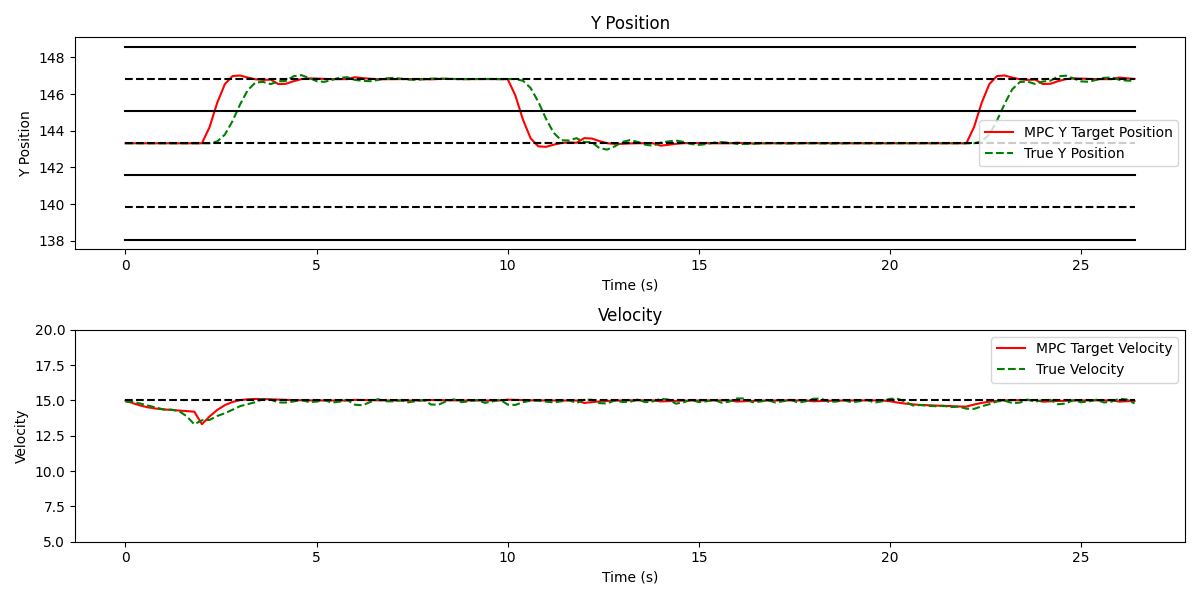 Y Position
148
146
144
142
140
138
Y Position
MPC Y Target Position
True Y Position
0
5
10
15
20
25
Time (s)
Velocity
20.0
17.5
15.0
12.5
10.0
7.5
5.0
Velocity
MPC Target Velocity
True Velocity
0
5
10
15
20
25
Time (s)